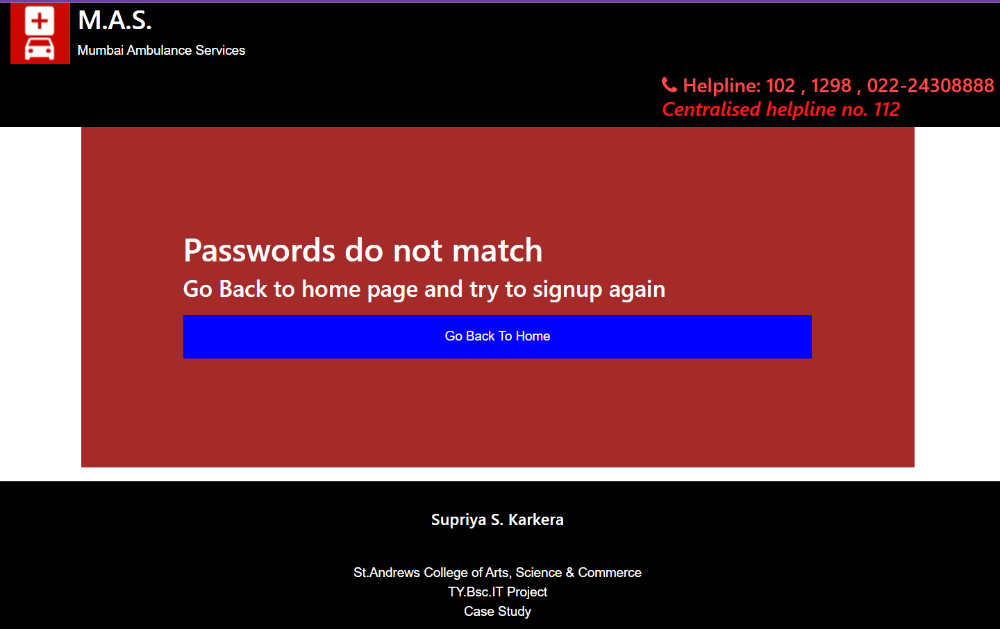 M.A.S.
Mumbai Ambulance Services
Helpline: 102 , 1298 , 022-24308888
Centralised helpline no. 112
Passwords do not match
Go Back to home page and try to signup again
Go Back To Home
Supriya S. Karkera
St.Andrews College of Arts, Science & Commerce
TY.Bsc.IT Project
Case Study